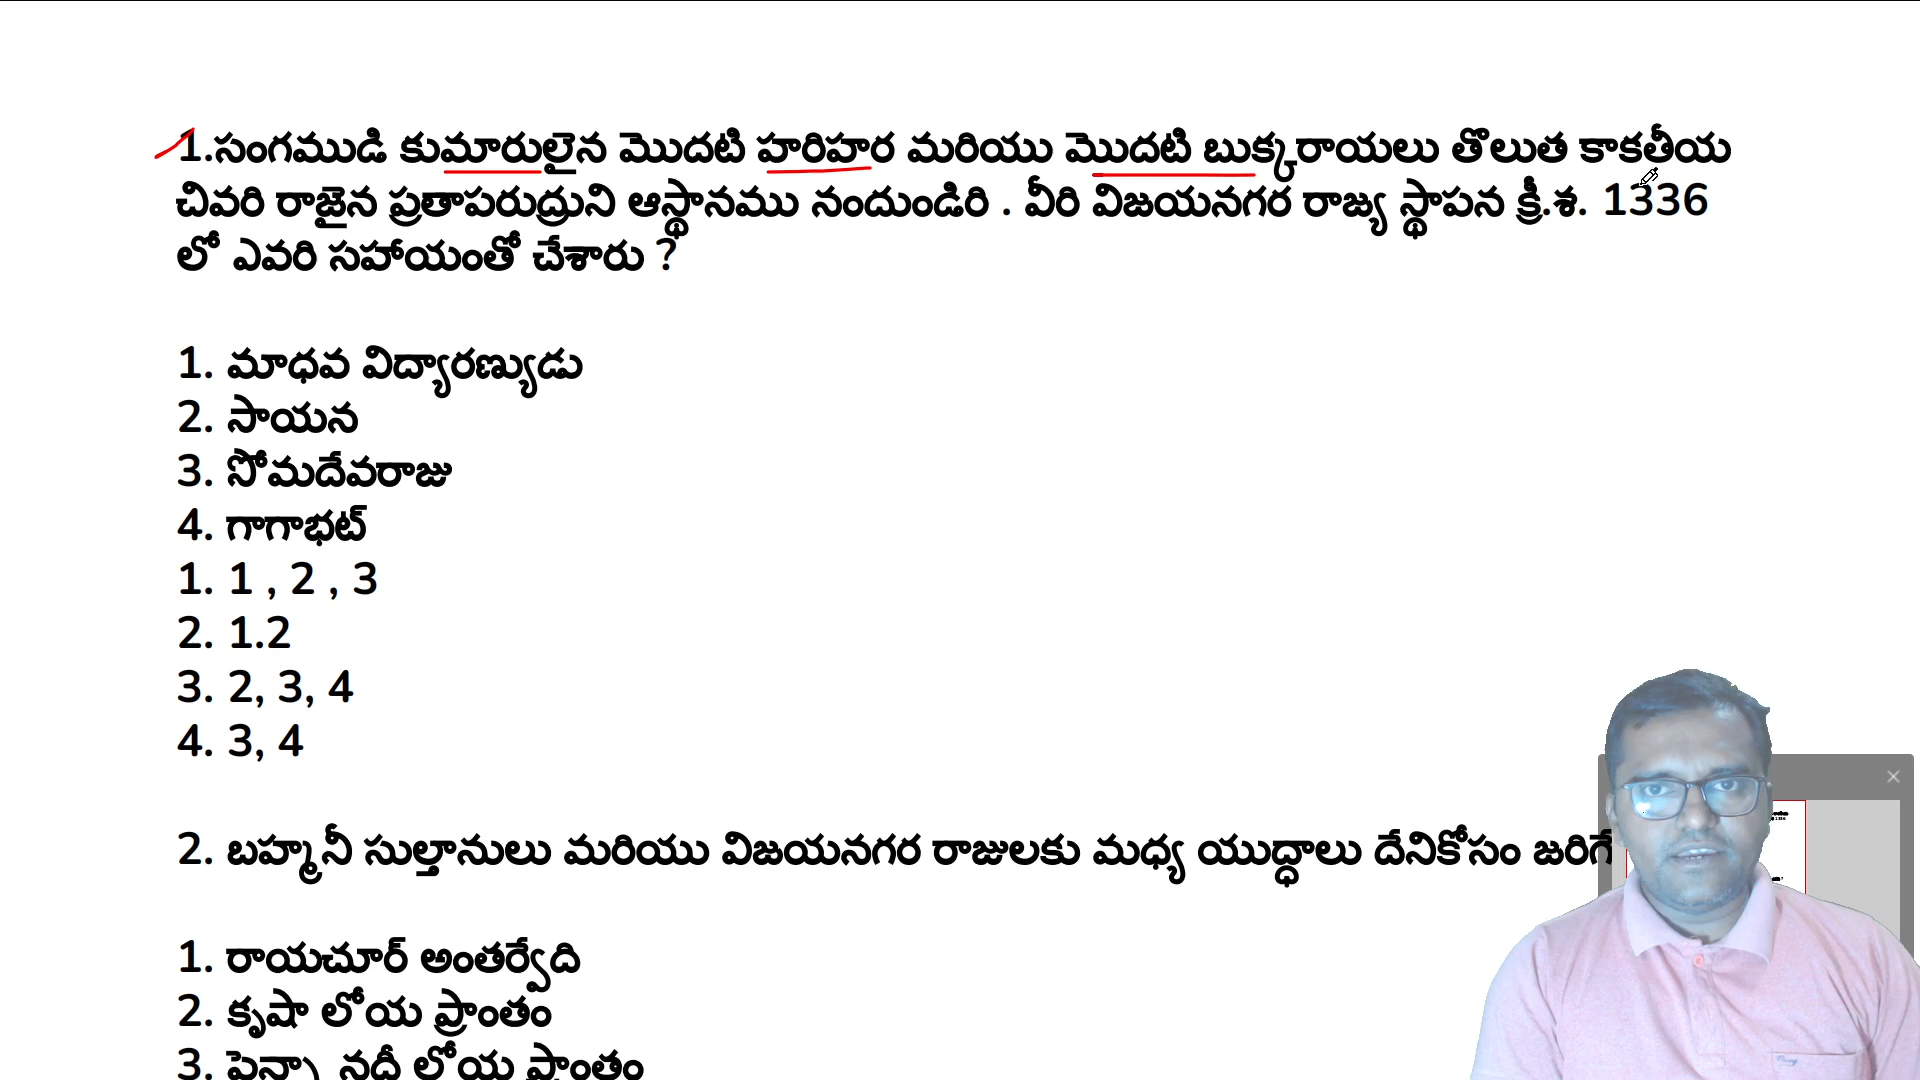 1.సంగముడి కుమారులైన మొదటి హరిహర మరియు మొదటి బుక్కరాయలు తొలుత కాకతీయ
చివరి రాజైన ప్రతాపరుద్రుని ఆస్థానము నందుండిరి . వీరి విజయనగర రాజ్య స్థాపన క్రీ.శ. 1336
లో ఎవరి సహాయంతో చేశారు ?
1. మాధవ విద్యారణ్యుడు
2. సాయన
3. సోమదేవరాజు
4. గాగాభట్
1. 1 , 2 , 3
2. 1.2
3. 2, 3, 4
4. 3, 4
2. బహ్మనీ సుల్తానులు మరియు విజయనగర రాజులకు మధ్య యుద్ధాలు దేనికోసం జరిగే
1. రాయచూర్ అంతర్వేది
2. కృషా లోయ ప్రాంతం
3. పెన్నా నదీ లోయ ప్రాంతం